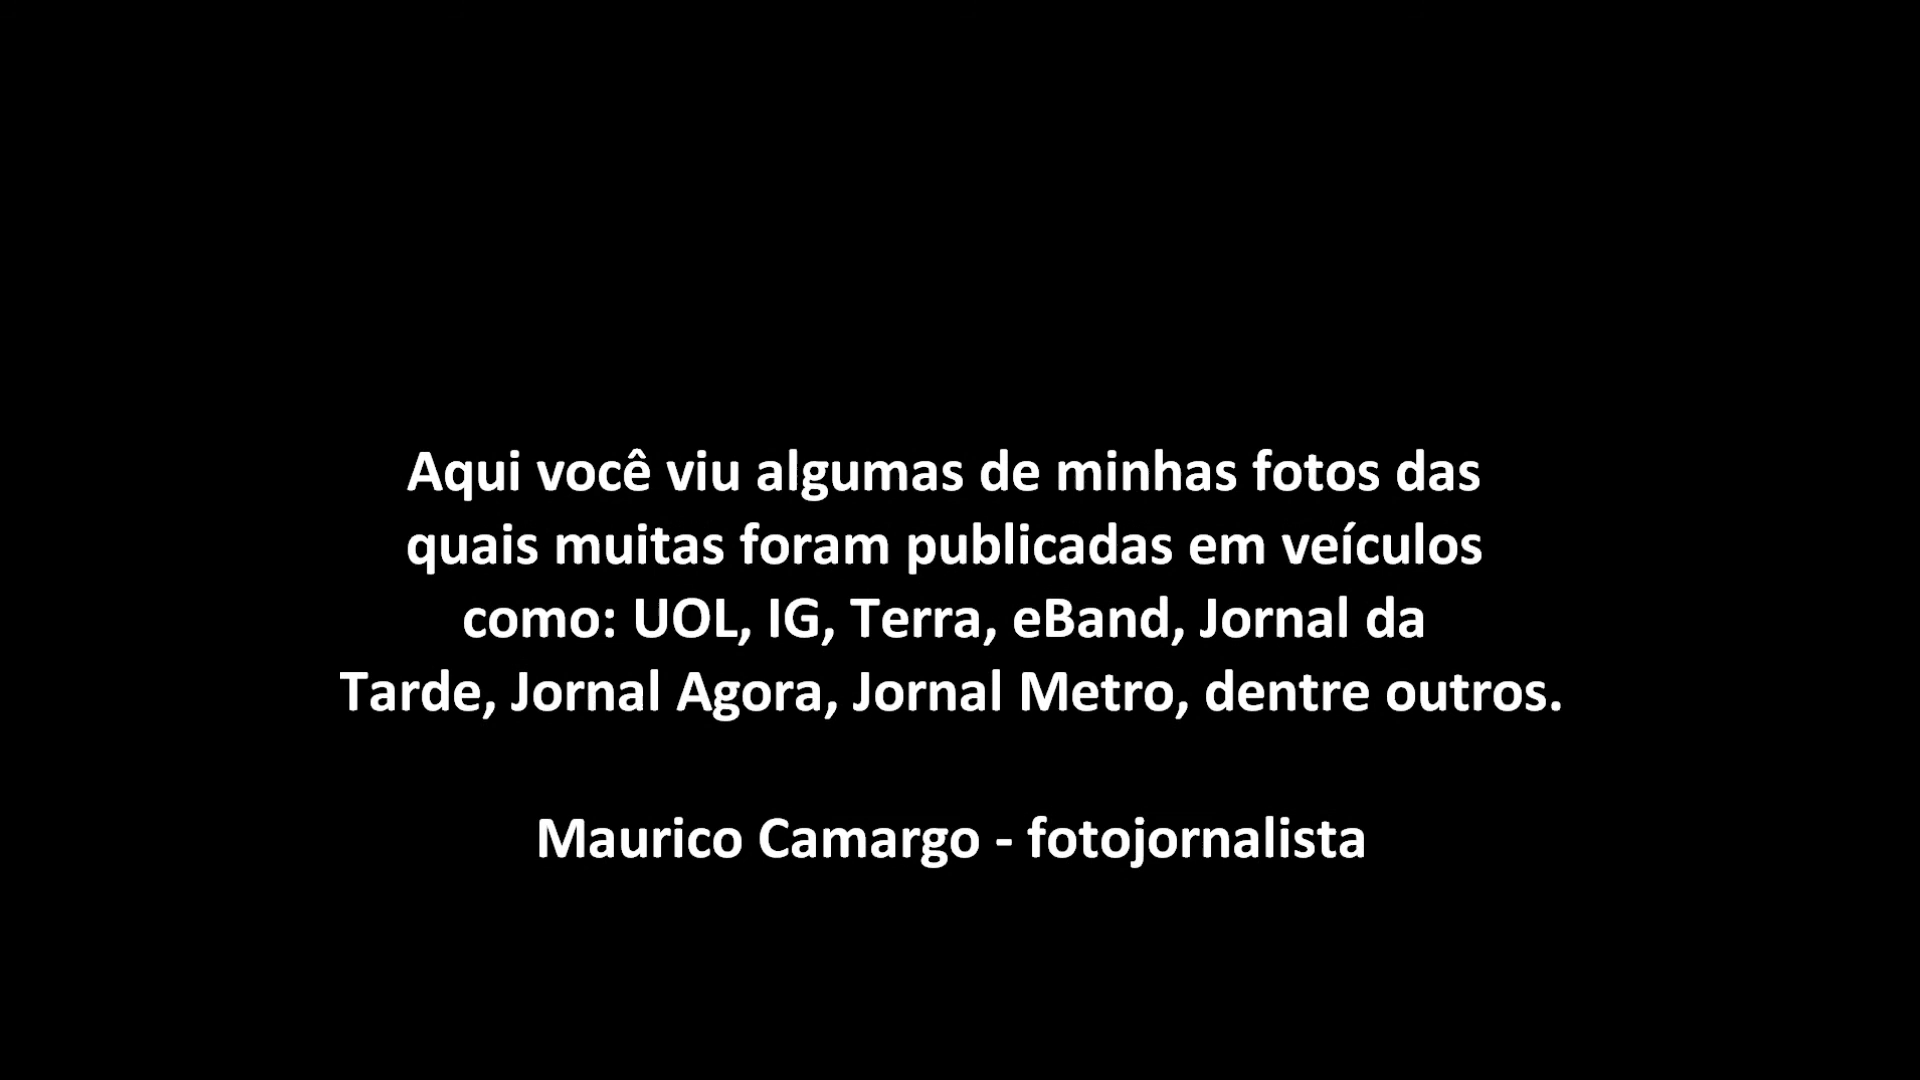 Aqui você viu algumas de minhas fotos das
quais muitas foram publicadas em veículos
como: UOL, IG, Terra, eBand, Jornal da
Tarde, Jornal Agora, Jornal Metro, dentre outros.
Maurico Camargo - fotojornalista